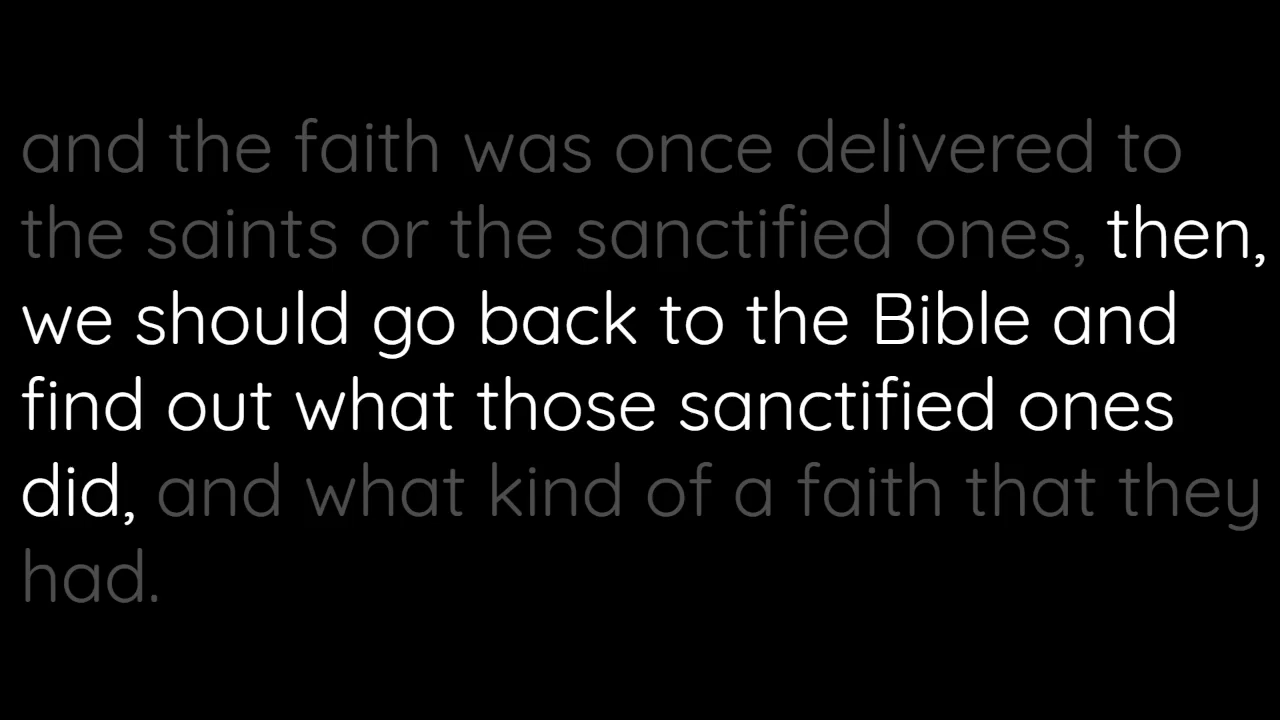 and the faith was once delivered to
the saints or the sanctified ones, then,
we should go back to the Bible and
find out what those sanctified ones
did, and what kind of a faith that they
had.